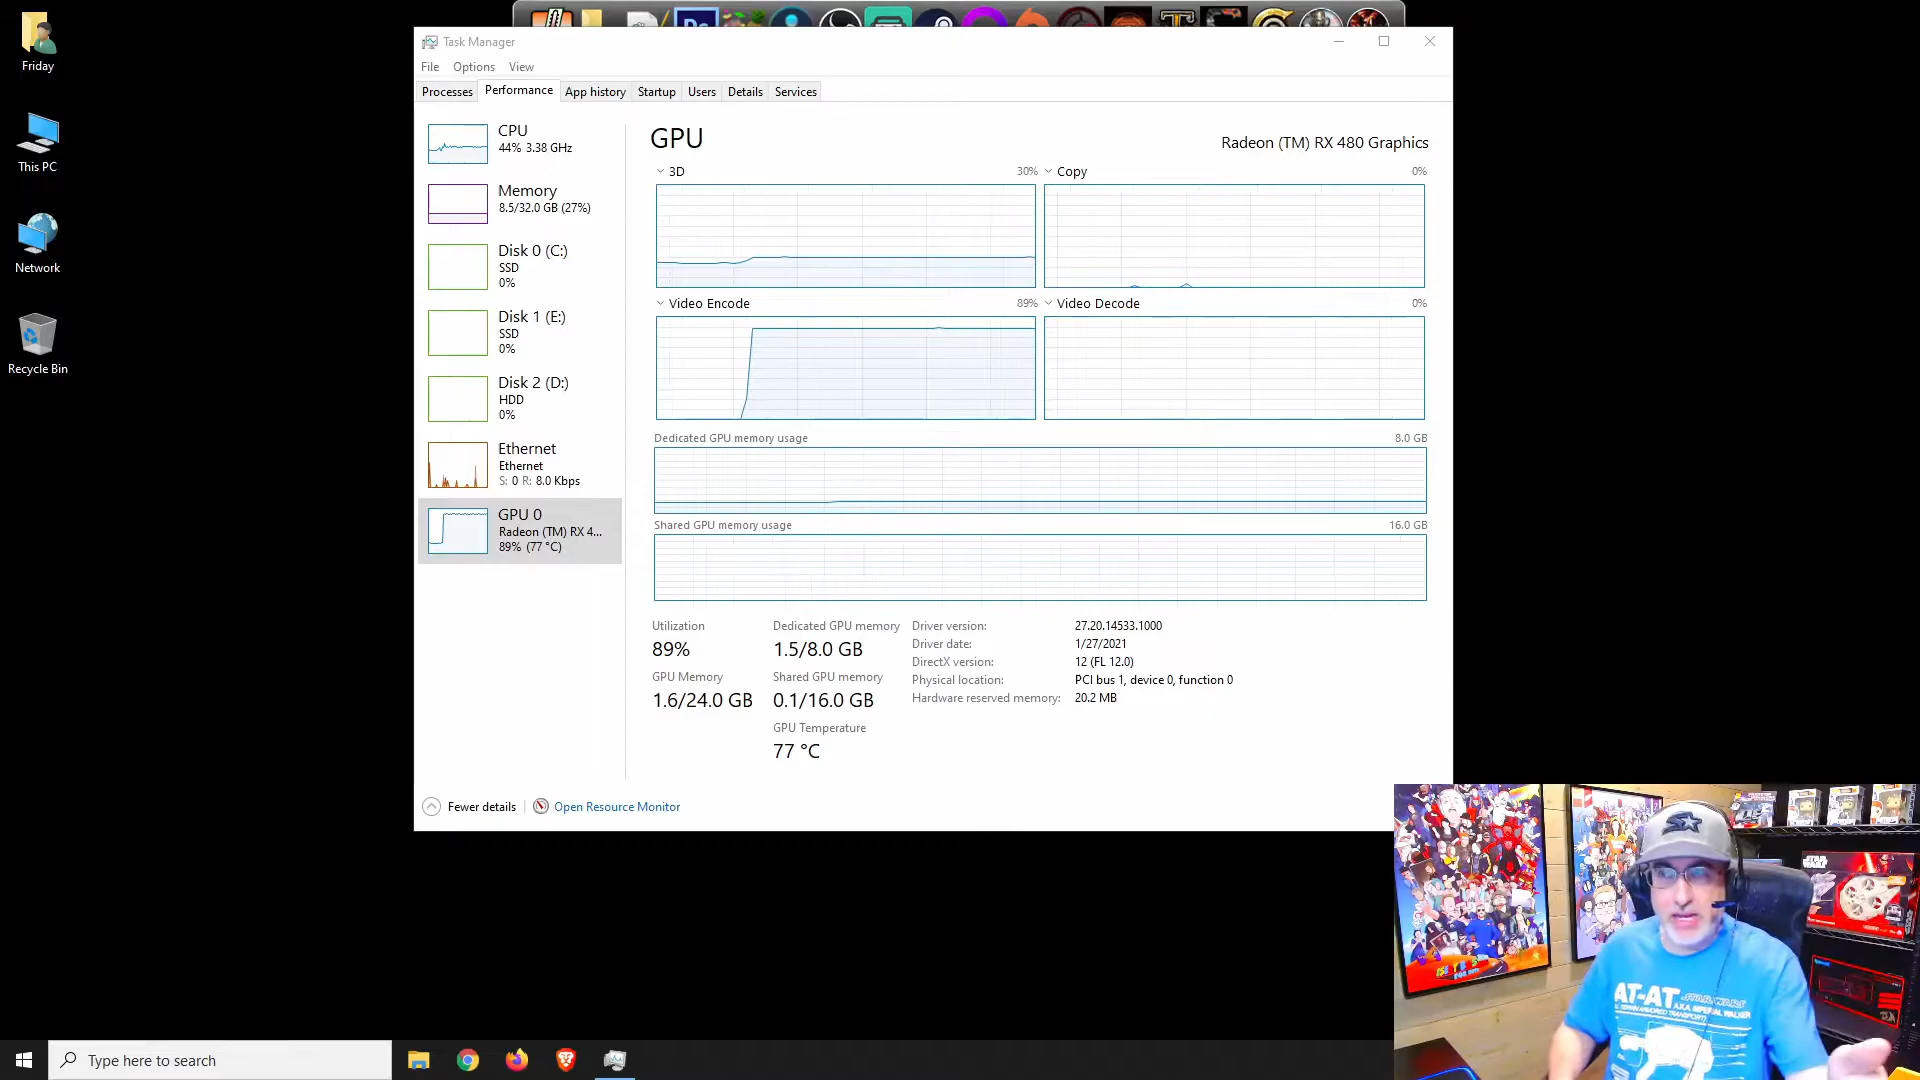 Friday
This PC
Network
Recycle Bin
Task Manager
File Options View
Processes Performance App history Startup Users Details Services
CPU
44% 3.38 GHz
Memory
8.5/32.0 GB (27%)
Disk 0 (C:)
SSD
0%
Disk 1 (E:)
SSD
0%
Disk 2 (D:)
HDD
0%
Ethernet
Ethernet
S: 0 R: 8.0 Kbps
GPU 0
Radeon (TM) RX 4...
89% (77 °C)
GPU
Radeon (TM) RX 480 Graphics
3D 30% Copy 0%
Video Encode 89% Video Decode 0%
Dedicated GPU memory usage 8.0 GB
Shared GPU memory usage 16.0 GB
Utilization
89%
Dedicated GPU memory
1.5/8.0 GB
GPU Memory
1.6/24.0 GB
Shared GPU memory
0.1/16.0 GB
GPU Temperature
77 °C
Driver version: 27.20.14533.1000
Driver date: 1/27/2021
DirectX version: 12 (FL 12.0)
Physical location: PCI bus 1, device 0, function 0
Hardware reserved memory: 20.2 MB
Fewer details
Open Resource Monitor
STAR WARS
AT-AT STAR WARS
A.K.A IMPERIAL WALKER
Type here to search